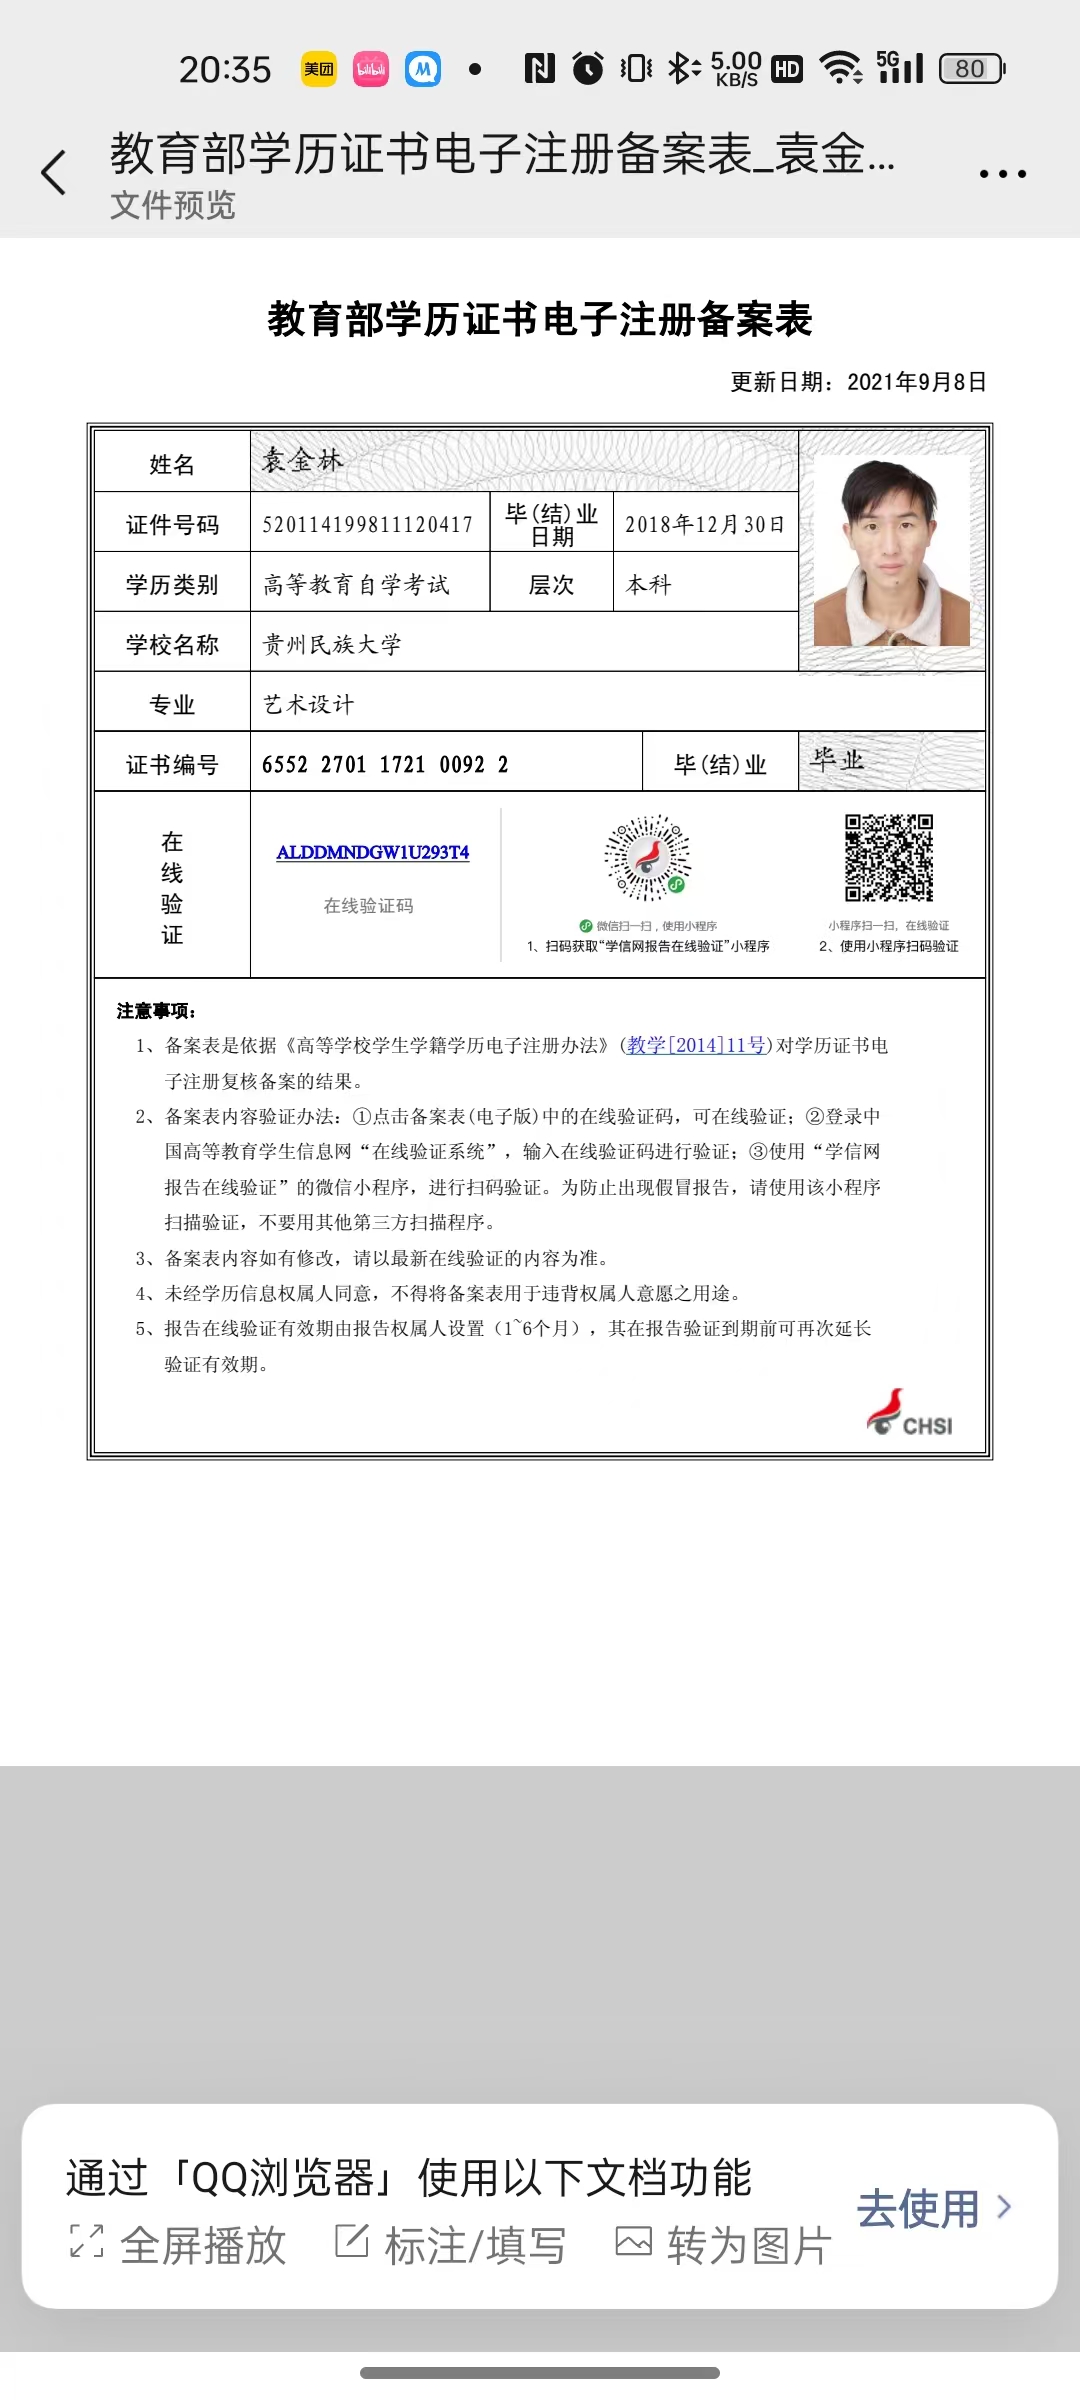 20:35 美团 bilibili M 5.00 KB/S HD 5G 80
教育部学历证书电子注册备案表_袁金...
文件预览
教育部学历证书电子注册备案表
更新日期：2021年9月8日
姓名 袁金林
证件号码 520114199811120417 毕(结)业日期 2018年12月30日
学历类别 高等教育自学考试 层次 本科
学校名称 贵州民族大学
专业 艺术设计
证书编号 6552 2701 1721 0092 2 毕(结)业 毕业
在线验证
ALDDMNDGW1U293T4
在线验证码
微信扫一扫，使用小程序
1、扫码获取“学信网报告在线验证”小程序
小程序扫一扫，在线验证
2、使用小程序扫码验证
注意事项：
1、备案表是依据《高等学校学生学籍学历电子注册办法》(教学[2014]11号)对学历证书电
子注册复核备案的结果。
2、备案表内容验证办法：①点击备案表(电子版)中的在线验证码，可在线验证；②登录中
国高等教育学生信息网“在线验证系统”，输入在线验证码进行验证；③使用“学信网
报告在线验证”的微信小程序，进行扫码验证。为防止出现假冒报告，请使用该小程序
扫描验证，不要用其他第三方扫描程序。
3、备案表内容如有修改，请以最新在线验证的内容为准。
4、未经学历信息权属人同意，不得将备案表用于违背权属人意愿之用途。
5、报告在线验证有效期由报告权属人设置（1~6个月），其在报告验证到期前可再次延长
验证有效期。
CHSI
通过「QQ浏览器」使用以下文档功能
去使用
全屏播放 标注/填写 转为图片